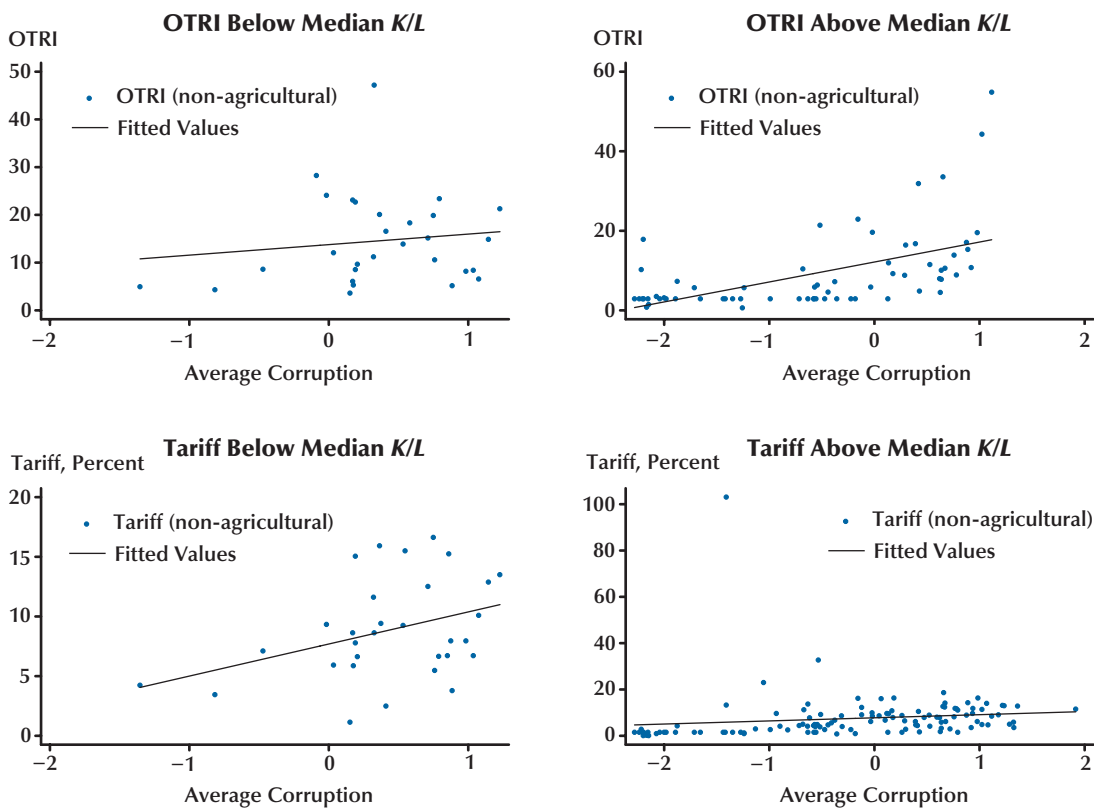 OTRI Below Median K/L
OTRI
50
40
30
20
10
0
OTRI (non-agricultural)
Fitted Values
−2
−1
0
1
Average Corruption
OTRI Above Median K/L
OTRI
60
40
20
0
OTRI (non-agricultural)
Fitted Values
−2
−1
0
1
2
Average Corruption
Tariff Below Median K/L
Tariff, Percent
20
15
10
5
0
Tariff (non-agricultural)
Fitted Values
−2
−1
0
1
Average Corruption
Tariff Above Median K/L
Tariff, Percent
100
80
60
40
20
0
Tariff (non-agricultural)
Fitted Values
−2
−1
0
1
2
Average Corruption